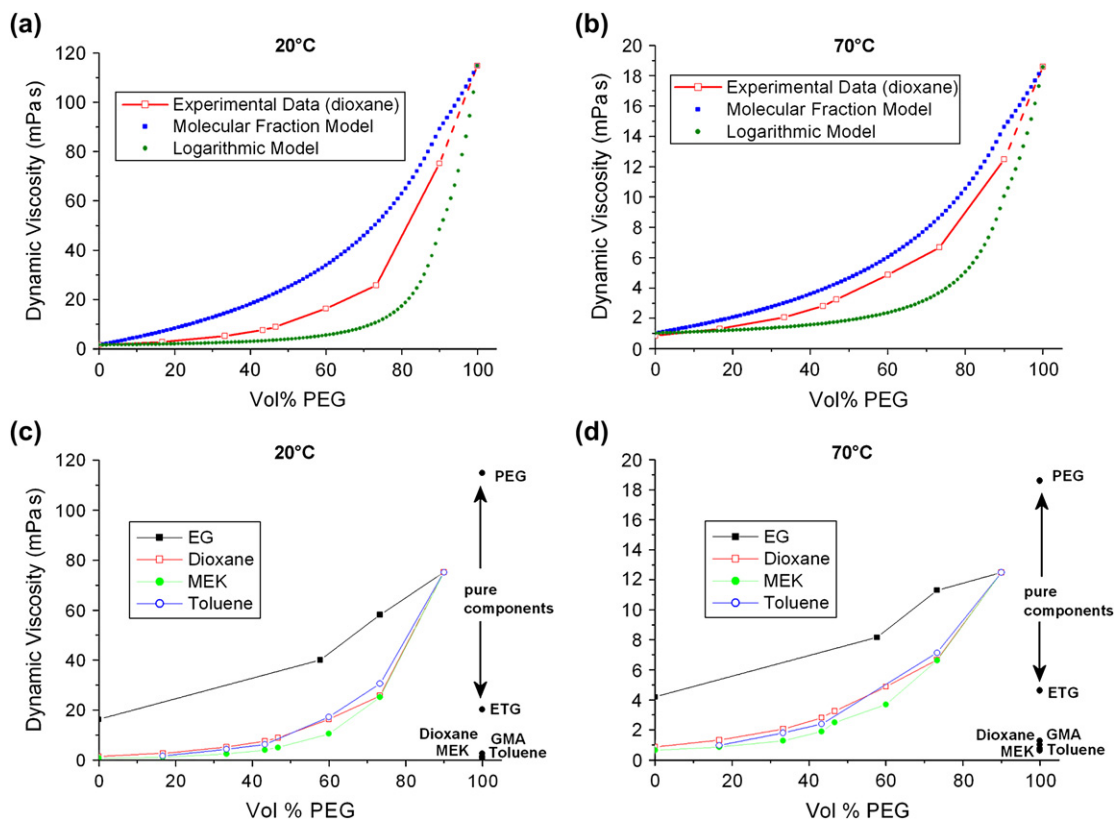 (a)
20°C
120
100
80
60
40
20
0
Dynamic Viscosity (mPa s)
Experimental Data (dioxane)
Molecular Fraction Model
Logarithmic Model
0 20 40 60 80 100
Vol% PEG
(b)
70°C
20
18
16
14
12
10
8
6
4
2
0
Dynamic Viscosity (mPa s)
Experimental Data (dioxane)
Molecular Fraction Model
Logarithmic Model
0 20 40 60 80 100
Vol% PEG
(c)
20°C
120
100
80
60
40
20
0
Dynamic Viscosity (mPa s)
EG
Dioxane
MEK
Toluene
PEG
pure
components
ETG
Dioxane GMA
MEK Toluene
0 20 40 60 80 100
Vol % PEG
(d)
70°C
20
18
16
14
12
10
8
6
4
2
0
Dynamic Viscosity (mPa s)
EG
Dioxane
MEK
Toluene
PEG
pure
components
ETG
Dioxane GMA
MEK Toluene
0 20 40 60 80 100
Vol % PEG